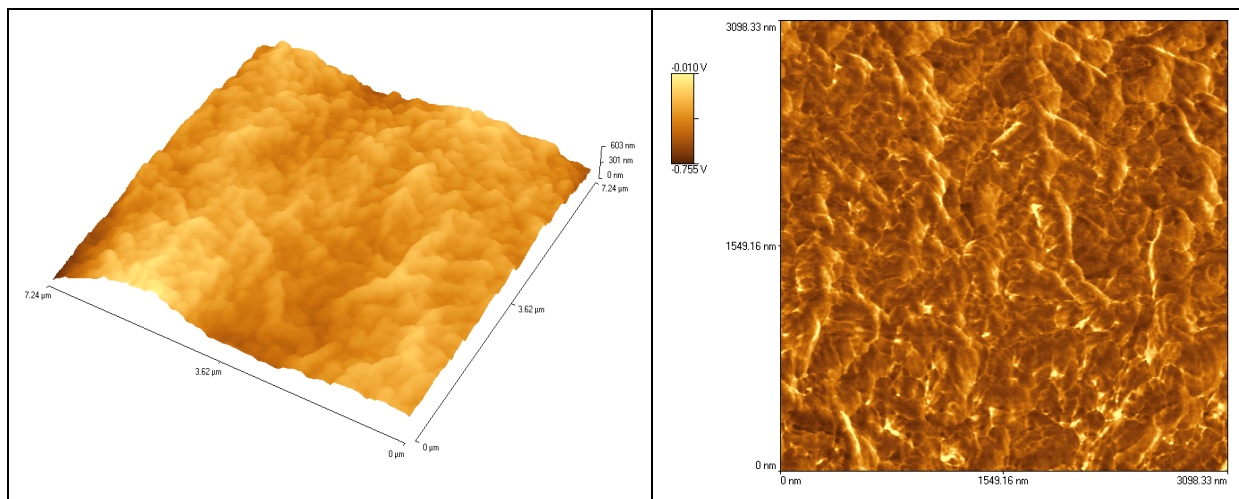 603 nm
301 nm
0 nm
7.24 µm
3.62 µm
0 µm
7.24 µm
3.62 µm
0 µm
3098.33 nm
-0.010 V
-0.755 V
1549.16 nm
0 nm
0 nm
1549.16 nm
3098.33 nm